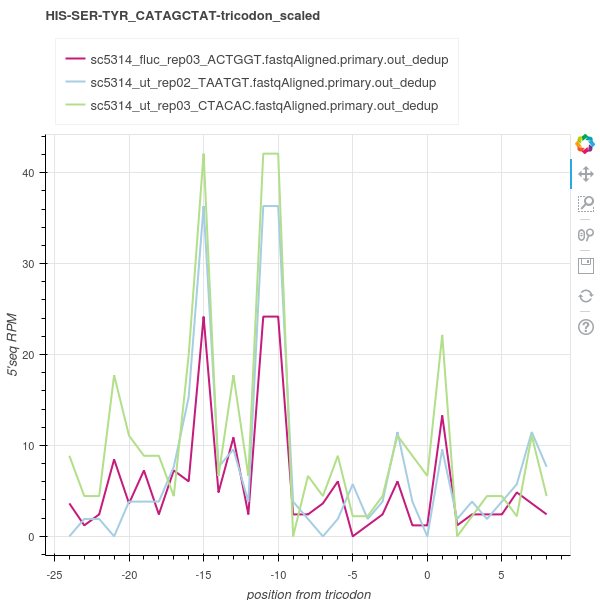 HIS-SER-TYR_CATAGCTAT-tricodon_scaled
sc5314_fluc_rep03_ACTGGT.fastqAligned.primary.out_dedup
sc5314_ut_rep02_TAATGT.fastqAligned.primary.out_dedup
sc5314_ut_rep03_CTACAC.fastqAligned.primary.out_dedup
40
30
20
10
0
5'seq RPM
-25 -20 -15 -10 -5 0 5
position from tricodon